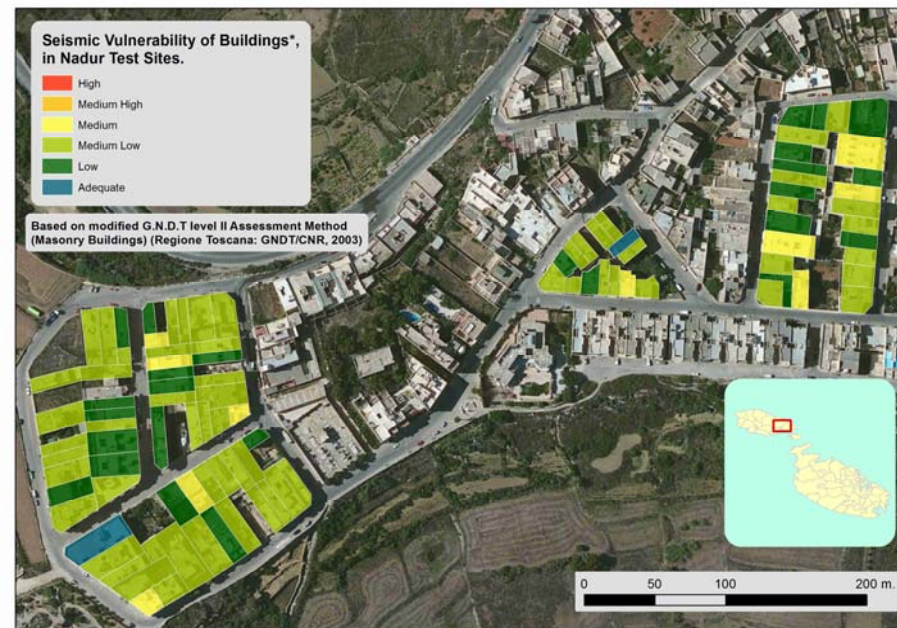 Seismic Vulnerability of Buildings*,
in Nadur Test Sites.
High
Medium High
Medium
Medium Low
Low
Adequate
Based on modified G.N.D.T level II Assessment Method
(Masonry Buildings) (Regione Toscana: GNDT/CNR, 2003)
0 50 100 200 m.